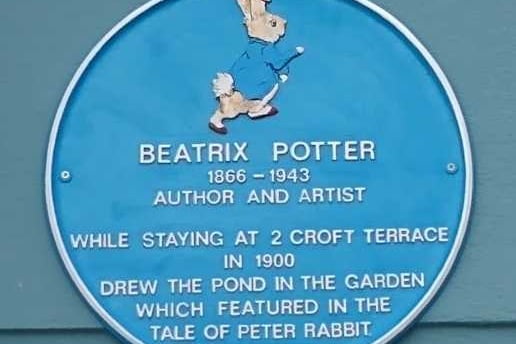 BEATRIX POTTER
1866 – 1943
AUTHOR AND ARTIST
WHILE STAYING AT 2 CROFT TERRACE
IN 1900
DREW THE POND IN THE GARDEN
WHICH FEATURED IN THE
TALE OF PETER RABBIT.